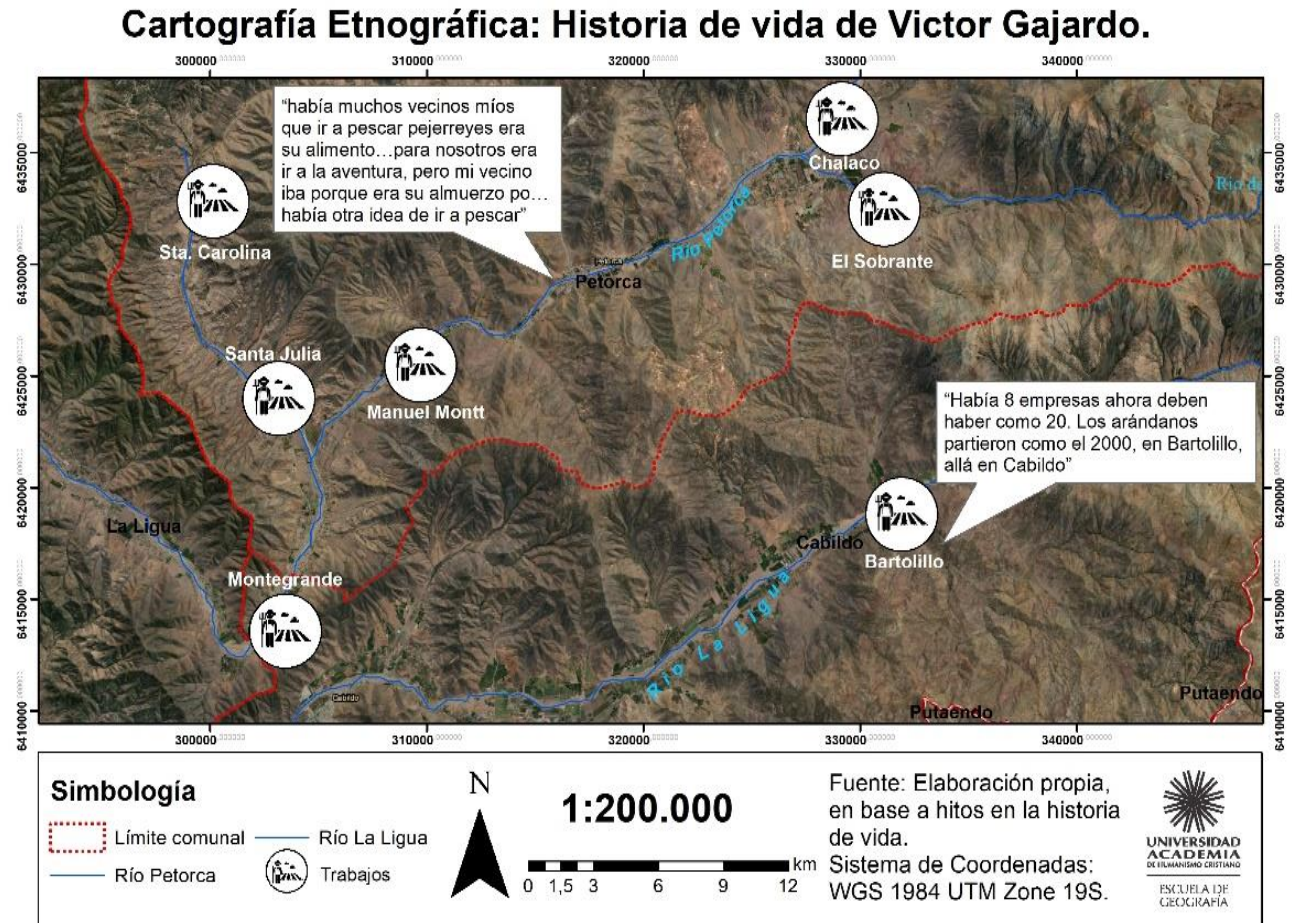 Cartografía Etnográfica: Historia de vida de Victor Gajardo.
300000 310000 320000 330000 340000
6435000
6430000
6425000
6420000
6415000
6410000
"había muchos vecinos míos
que ir a pescar pejerreyes era
su alimento...para nosotros era
ir a la aventura, pero mi vecino
iba porque era su almuerzo po...
había otra idea de ir a pescar"
Chalaco
Sta. Carolina
El Sobrante
Río Petorca
Petorca
Santa Julia
Manuel Montt
"Había 8 empresas ahora deben
haber como 20. Los arándanos
partieron como el 2000, en Bartolillo,
allá en Cabildo"
La Ligua
Cabildo
Bartolillo
Montegrande
Río La Ligua
Cabildo
Putaendo
Putaendo
6435000
6430000
6425000
6420000
6415000
6410000
300000 310000 320000 330000 340000
Simbología
Límite comunal
Río La Ligua
Río Petorca
Trabajos
N
1:200.000
km
0 1,5 3 6 9 12
Fuente: Elaboración propia,
en base a hitos en la historia
de vida.
Sistema de Coordenadas:
WGS 1984 UTM Zone 19S.
UNIVERSIDAD
ACADEMIA
DE HUMANISMO CRISTIANO
ESCUELA DE
GEOGRAFÍA